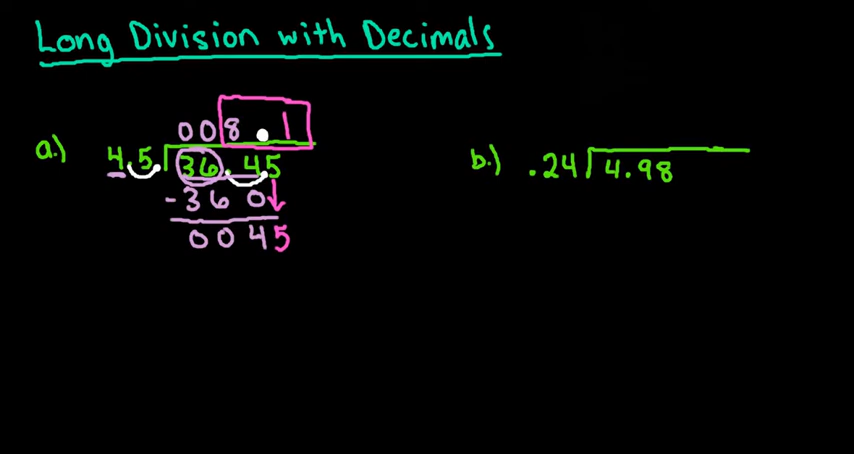 Long Division with Decimals
008.1
a.) 4.5. 36.45
-360
0045
b.) .24 4.98